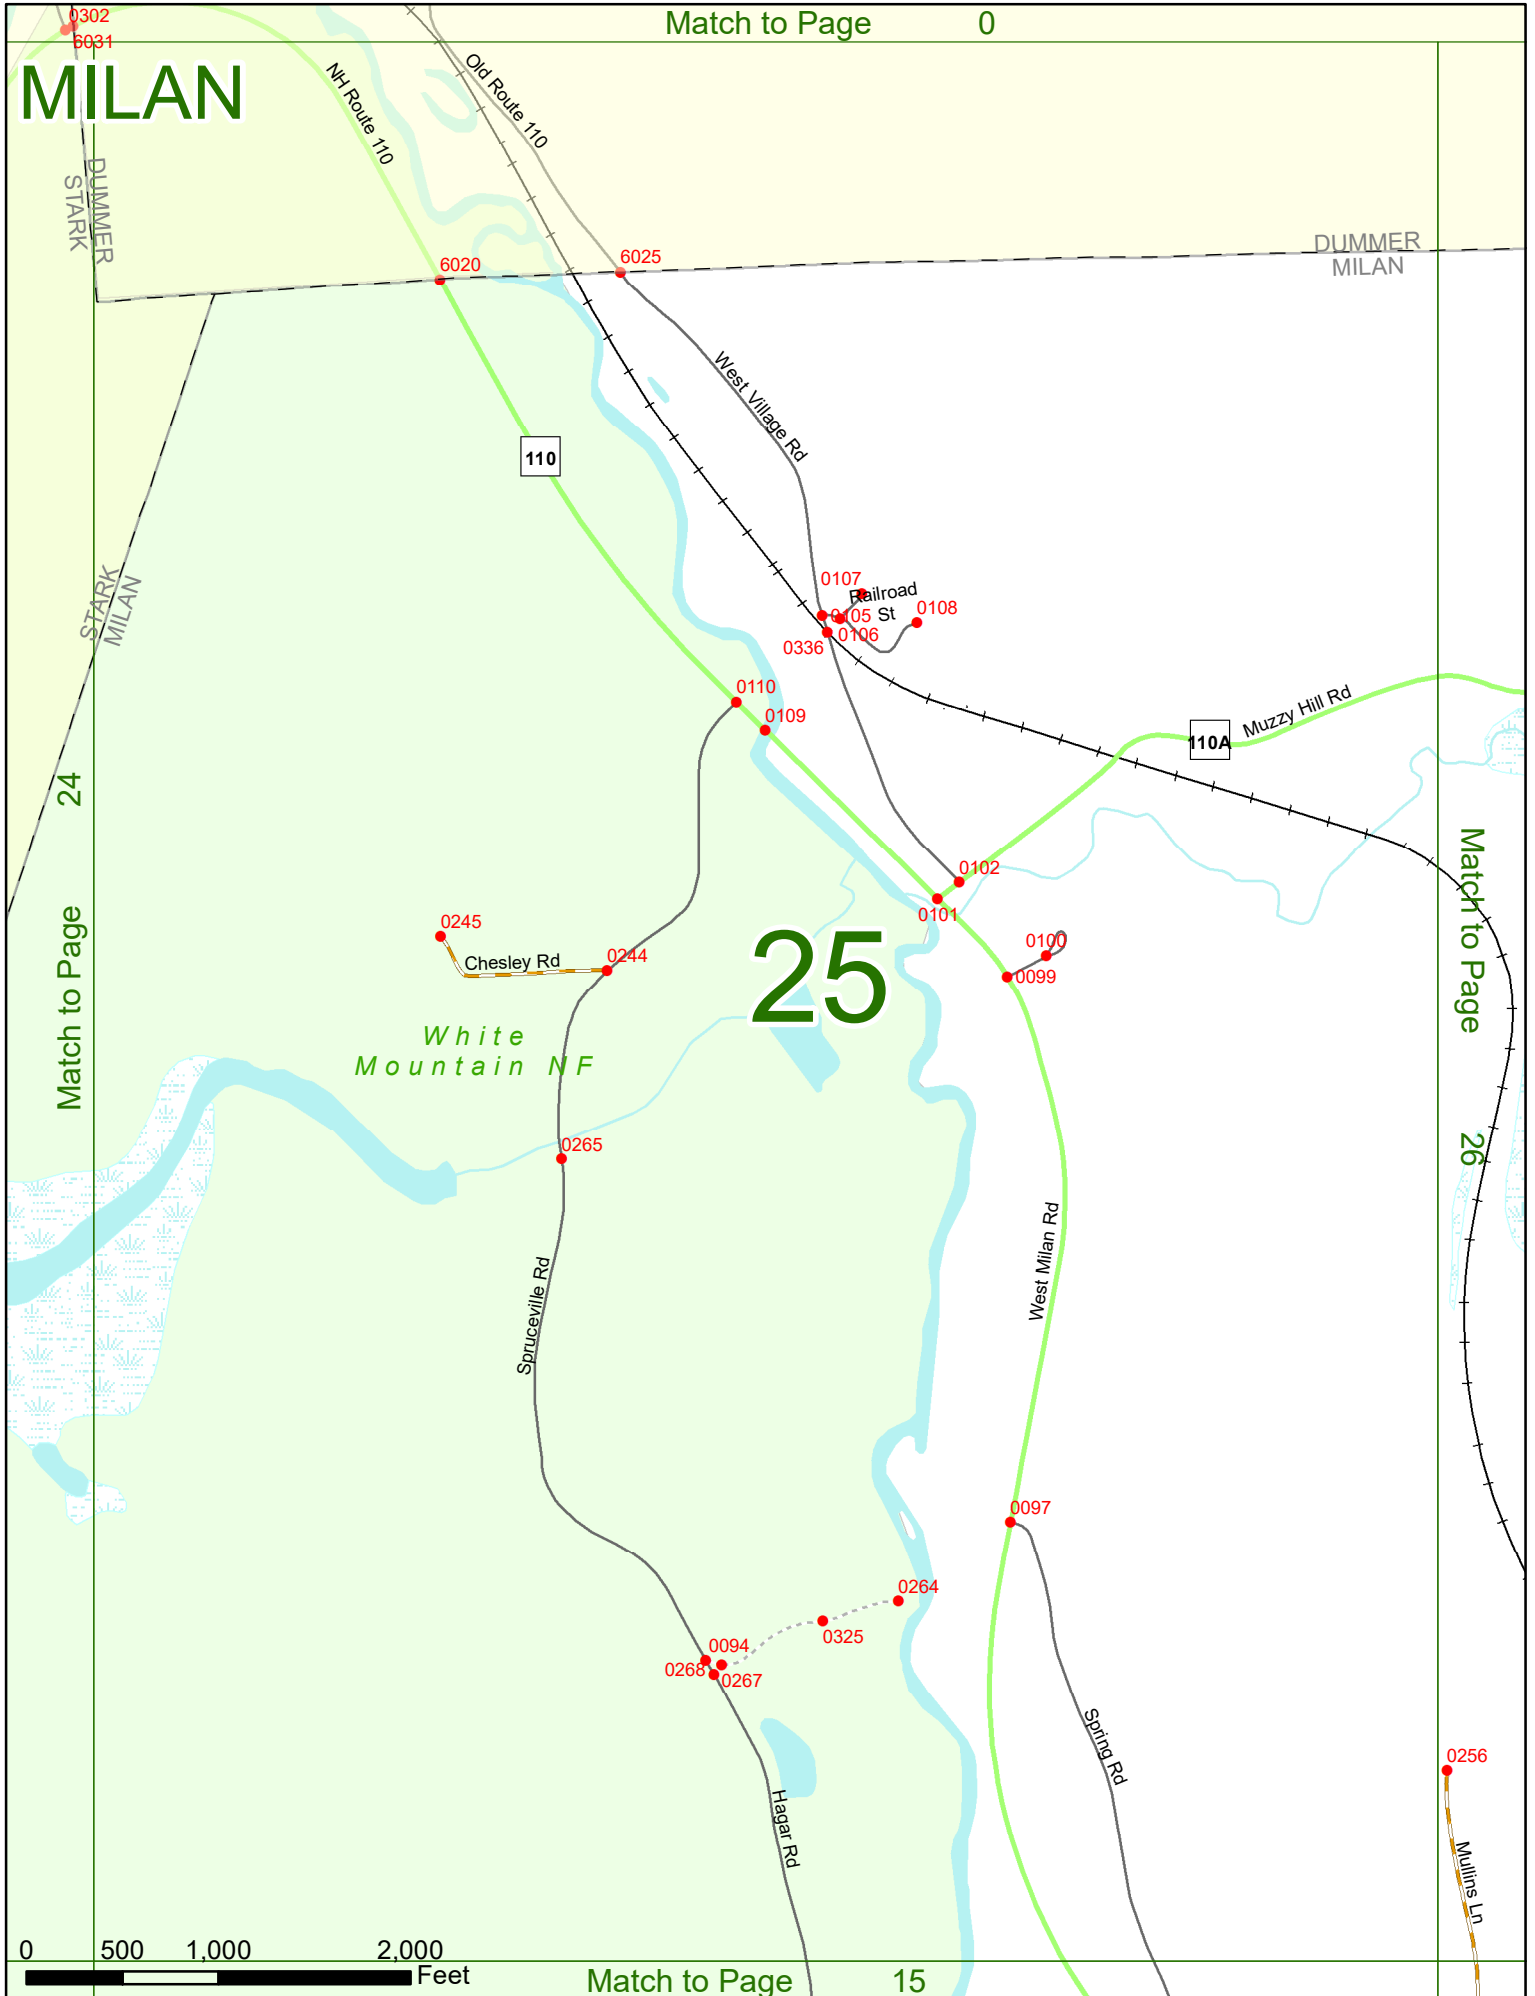 0302
Match to Page 0
6031
MILAN
NH Route 110
Old Route 110
DUMMER
STARK
6020
6025
DUMMER
MILAN
West Village Rd
110
STARK
MILAN
0107
Railroad
St
0105
0108
0106
0336
0110
0109
Muzzy Hill Rd
110A
Match to Page 24
Match to Page 26
0102
0101
0245
Chesley Rd
0244
25
0100
0099
White
Mountain NF
0265
West Milan Rd
Spruceville Rd
0097
0264
0325
0094
0268
0267
Spring Rd
0256
Hagar Rd
Mullins Ln
0 500 1,000 2,000
Feet
Match to Page 15